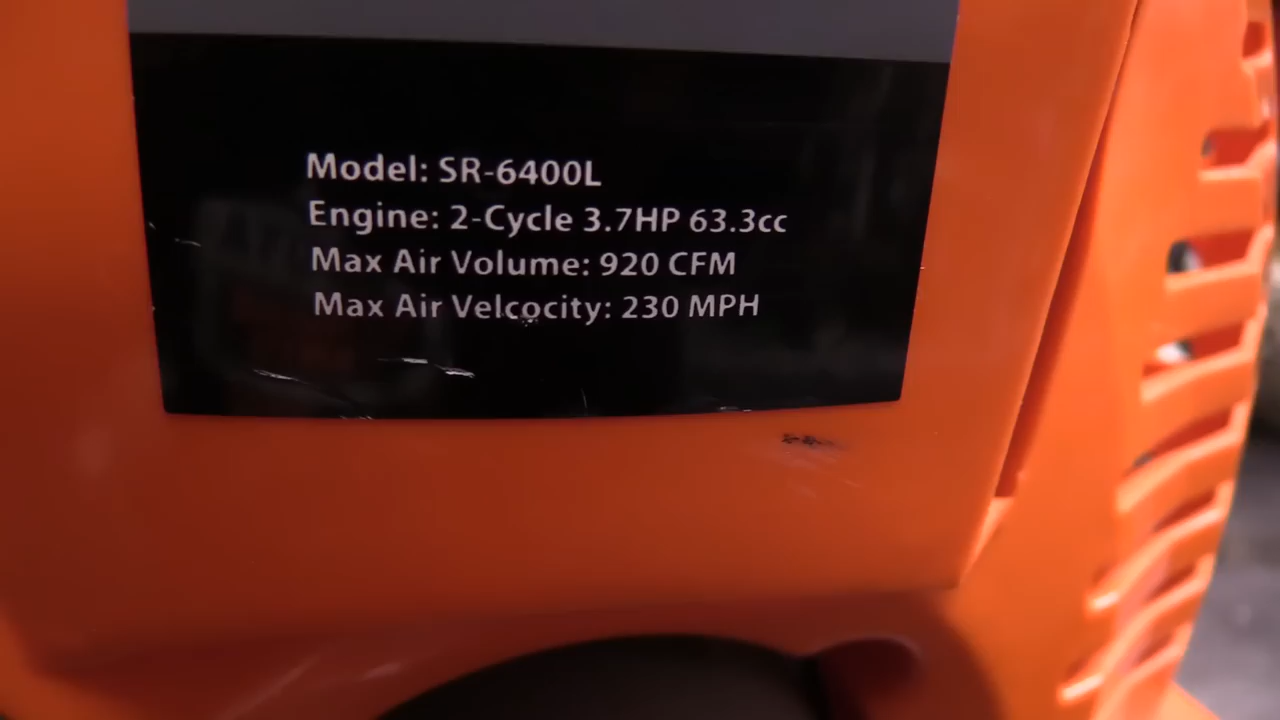 Model: SR-6400L
Engine: 2-Cycle 3.7HP 63.3cc
Max Air Volume: 920 CFM
Max Air Velcocity: 230 MPH